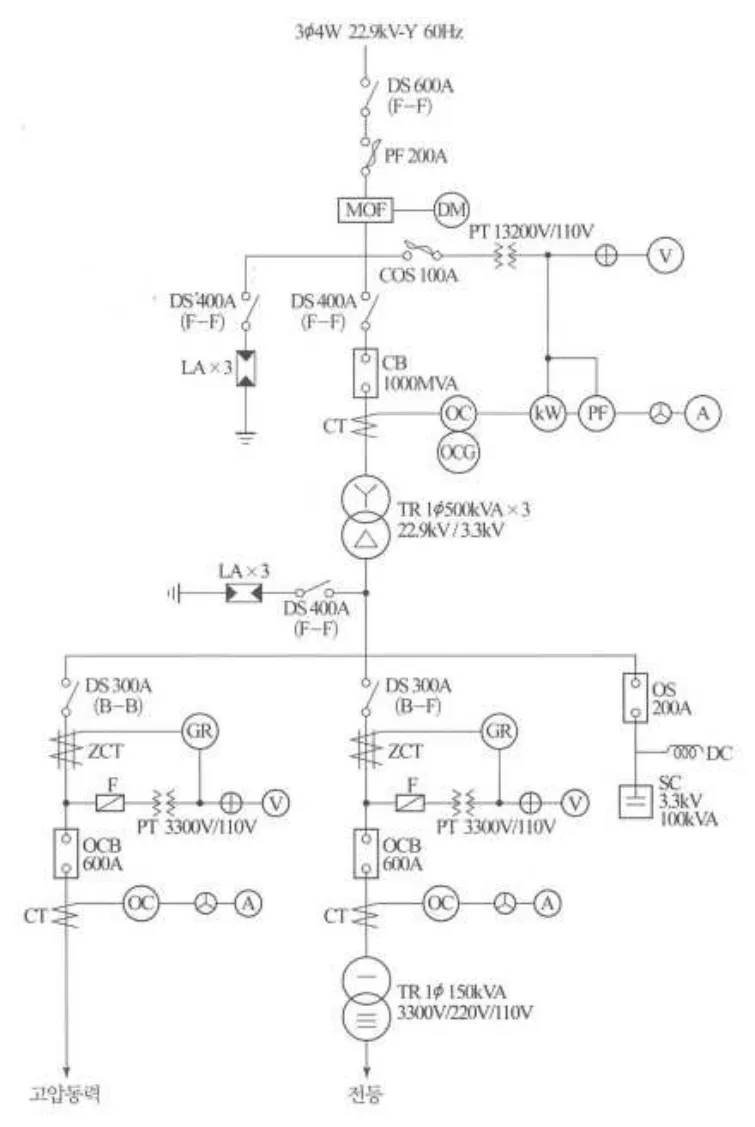 3φ4W 22.9kV-Y 60Hz
DS 600A
(F-F)
PF 200A
MOF
DM
PT 13200V/110V
COS 100A
V
DS 400A
(F-F)
DS 400A
(F-F)
LA×3
CB
1000MVA
CT
OC
kW
PF
A
OCG
TR 1φ500kVA×3
22.9kV/3.3kV
LA×3
DS 400A
(F-F)
DS 300A
(B-B)
DS 300A
(B-F)
OS
200A
ZCT
GR
ZCT
GR
DC
F
V
PT 3300V/110V
F
V
PT 3300V/110V
SC
3.3kV
100kVA
OCB
600A
OCB
600A
CT
OC
A
CT
OC
A
TR 1φ 150kVA
3300V/220V/110V
고압동력
전등